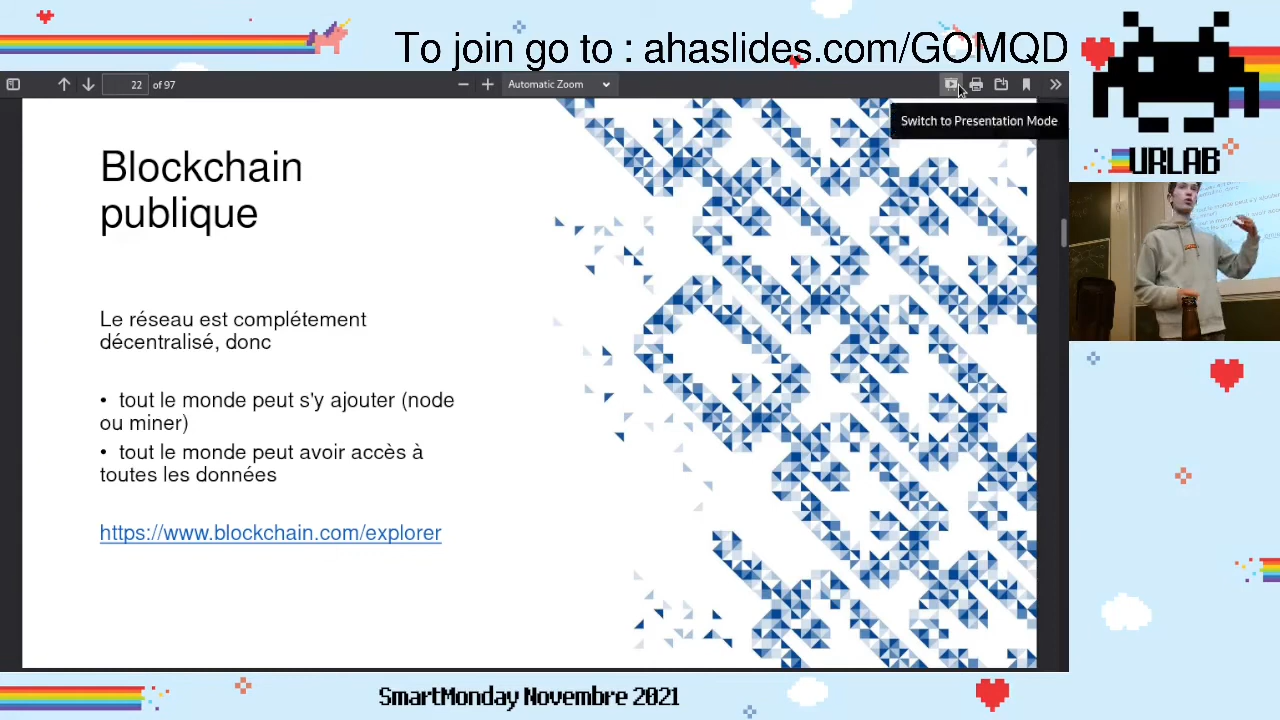 To join go to : ahaslides.com/GOMQD
22 of 97
Automatic Zoom
Switch to Presentation Mode
URLAB
Blockchain
publique
Le réseau est complétement
décentralisé, donc
• tout le monde peut s'y ajouter (node
ou miner)
• tout le monde peut avoir accès à
toutes les données
https://www.blockchain.com/explorer
SmartMonday Novembre 2021